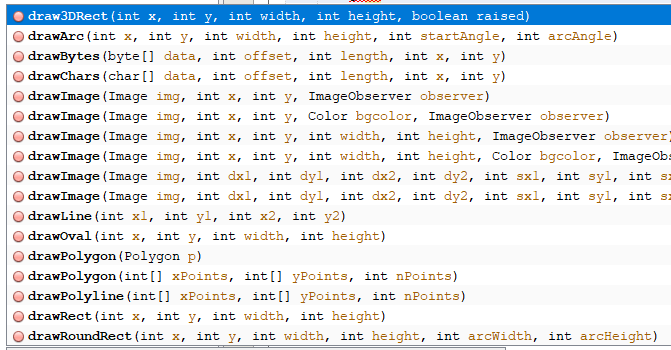 draw3DRect(int x, int y, int width, int height, boolean raised)
drawArc(int x, int y, int width, int height, int startAngle, int arcAngle)
drawBytes(byte[] data, int offset, int length, int x, int y)
drawChars(char[] data, int offset, int length, int x, int y)
drawImage(Image img, int x, int y, ImageObserver observer)
drawImage(Image img, int x, int y, Color bgcolor, ImageObserver observer)
drawImage(Image img, int x, int y, int width, int height, ImageObserver observer)
drawImage(Image img, int x, int y, int width, int height, Color bgcolor, ImageObs
drawImage(Image img, int dx1, int dy1, int dx2, int dy2, int sx1, int sy1, int sx
drawImage(Image img, int dx1, int dy1, int dx2, int dy2, int sx1, int sy1, int sx
drawLine(int x1, int y1, int x2, int y2)
drawOval(int x, int y, int width, int height)
drawPolygon(Polygon p)
drawPolygon(int[] xPoints, int[] yPoints, int nPoints)
drawPolyline(int[] xPoints, int[] yPoints, int nPoints)
drawRect(int x, int y, int width, int height)
drawRoundRect(int x, int y, int width, int height, int arcWidth, int arcHeight)